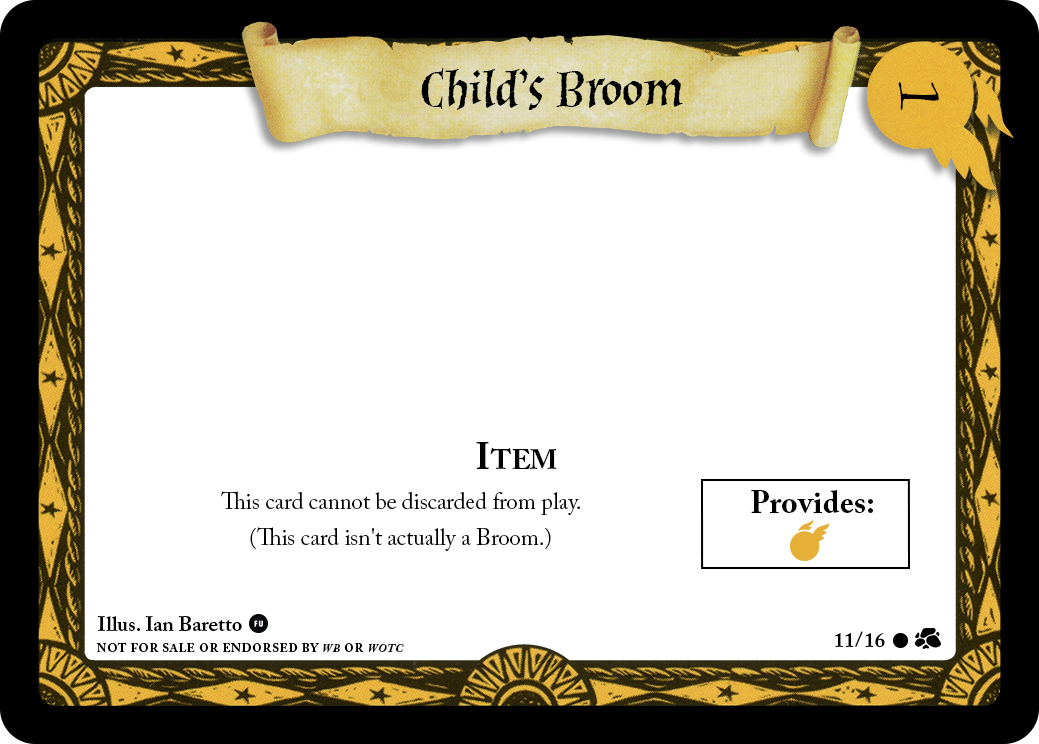 Child's Broom
1
ITEM
This card cannot be discarded from play.
(This card isn't actually a Broom.)
Provides:
Illus. Ian Baretto FU
NOT FOR SALE OR ENDORSED BY WB OR WOTC
11/16